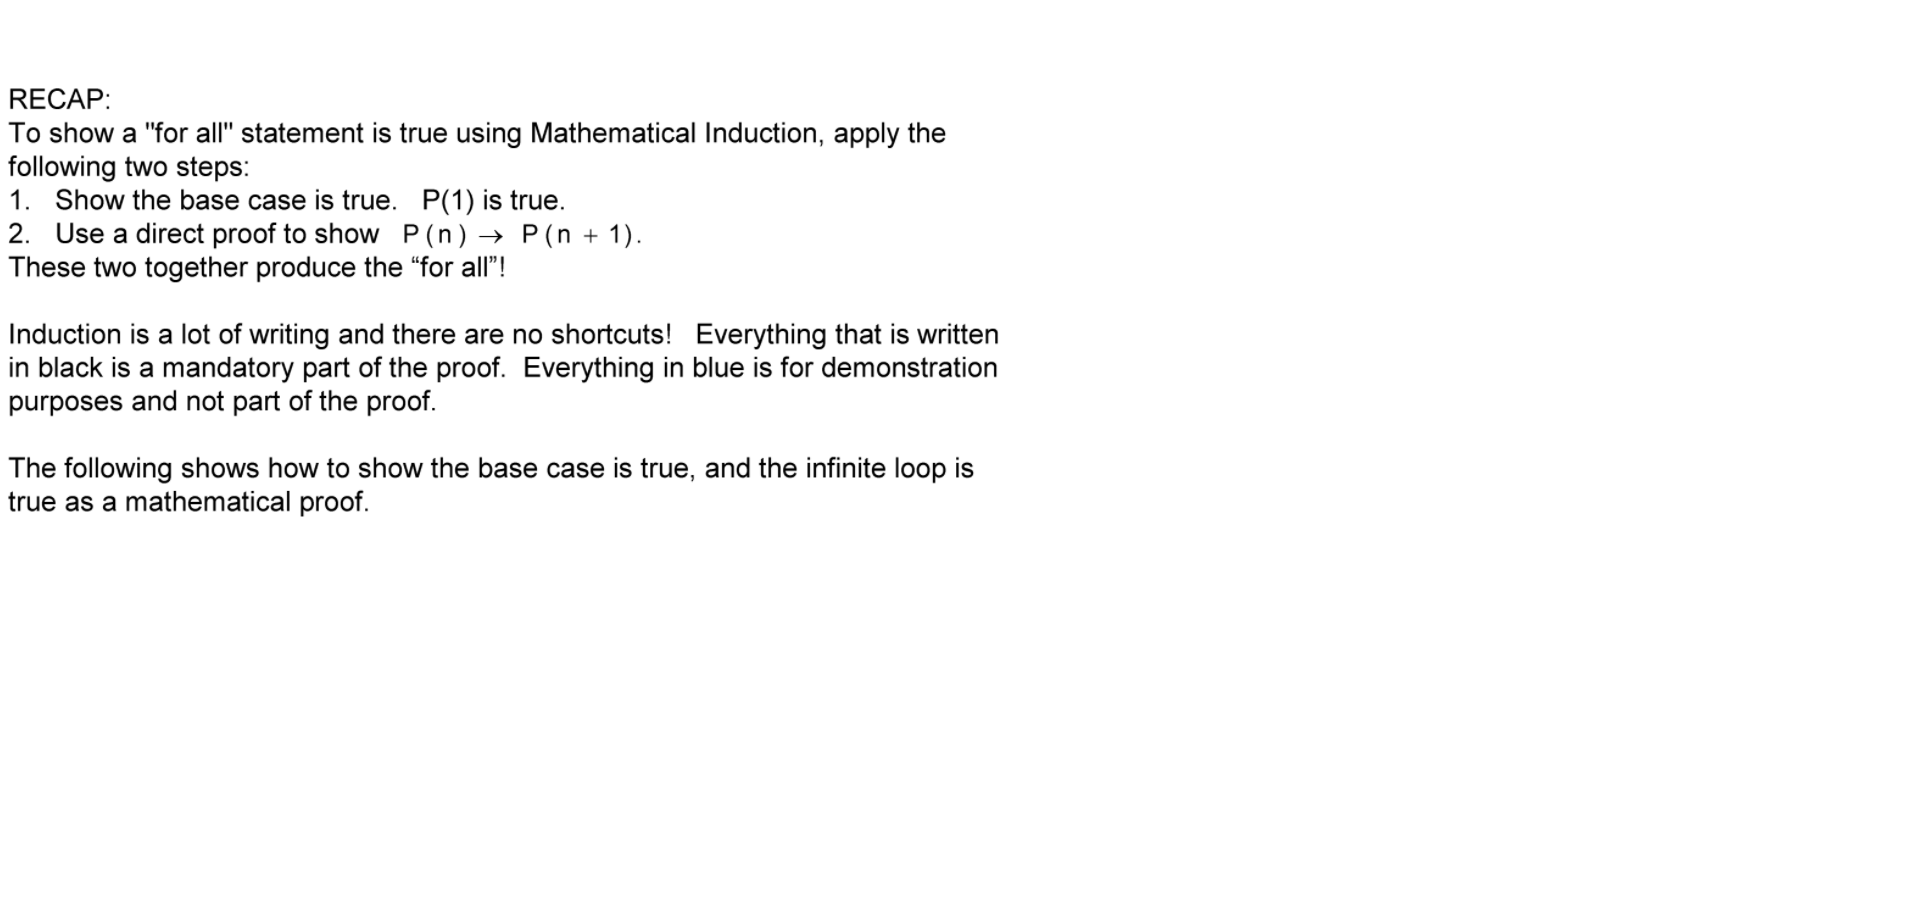 RECAP:
To show a "for all" statement is true using Mathematical Induction, apply the
following two steps:
1. Show the base case is true. P(1) is true.
2. Use a direct proof to show P(n) → P(n + 1).
These two together produce the “for all”!
Induction is a lot of writing and there are no shortcuts! Everything that is written
in black is a mandatory part of the proof. Everything in blue is for demonstration
purposes and not part of the proof.
The following shows how to show the base case is true, and the infinite loop is
true as a mathematical proof.